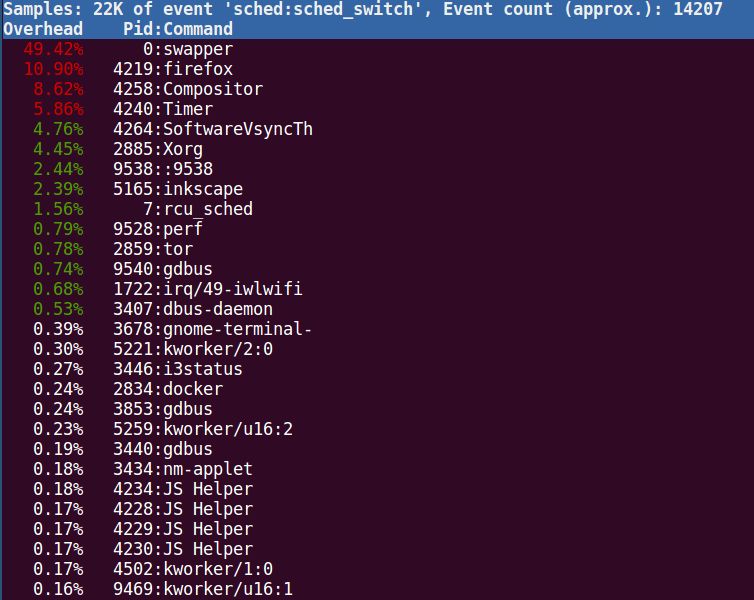 Samples: 22K of event 'sched:sched_switch', Event count (approx.): 14207
Overhead Pid:Command
49.42% 0:swapper
10.90% 4219:firefox
8.62% 4258:Compositor
5.86% 4240:Timer
4.76% 4264:SoftwareVsyncTh
4.45% 2885:Xorg
2.44% 9538::9538
2.39% 5165:inkscape
1.56% 7:rcu_sched
0.79% 9528:perf
0.78% 2859:tor
0.74% 9540:gdbus
0.68% 1722:irq/49-iwlwifi
0.53% 3407:dbus-daemon
0.39% 3678:gnome-terminal-
0.30% 5221:kworker/2:0
0.27% 3446:i3status
0.24% 2834:docker
0.24% 3853:gdbus
0.23% 5259:kworker/u16:2
0.19% 3440:gdbus
0.18% 3434:nm-applet
0.18% 4234:JS Helper
0.17% 4228:JS Helper
0.17% 4229:JS Helper
0.17% 4230:JS Helper
0.17% 4502:kworker/1:0
0.16% 9469:kworker/u16:1